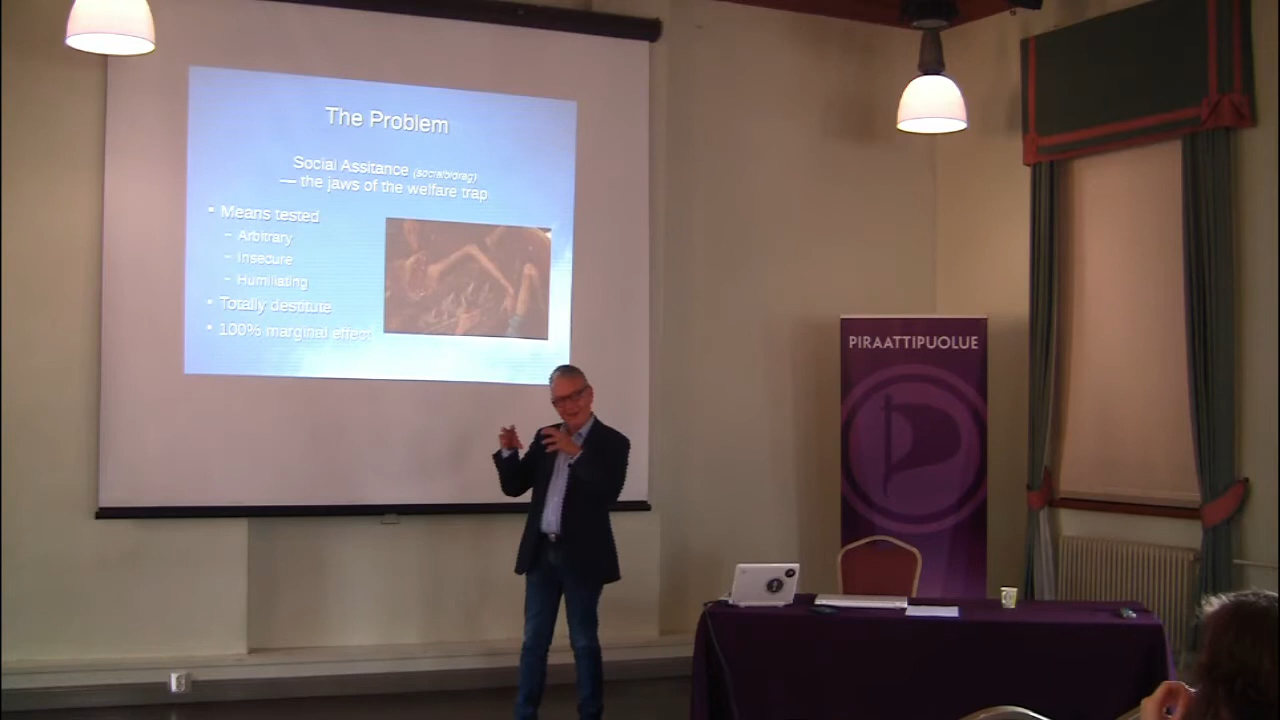 The Problem
Social Assitance (socialbidrag)
— the jaws of the welfare trap
• Means tested
– Arbitrary
– Insecure
– Humiliating
• Totally destitute
• 100% marginal effect
PIRAATTIPUOLUE